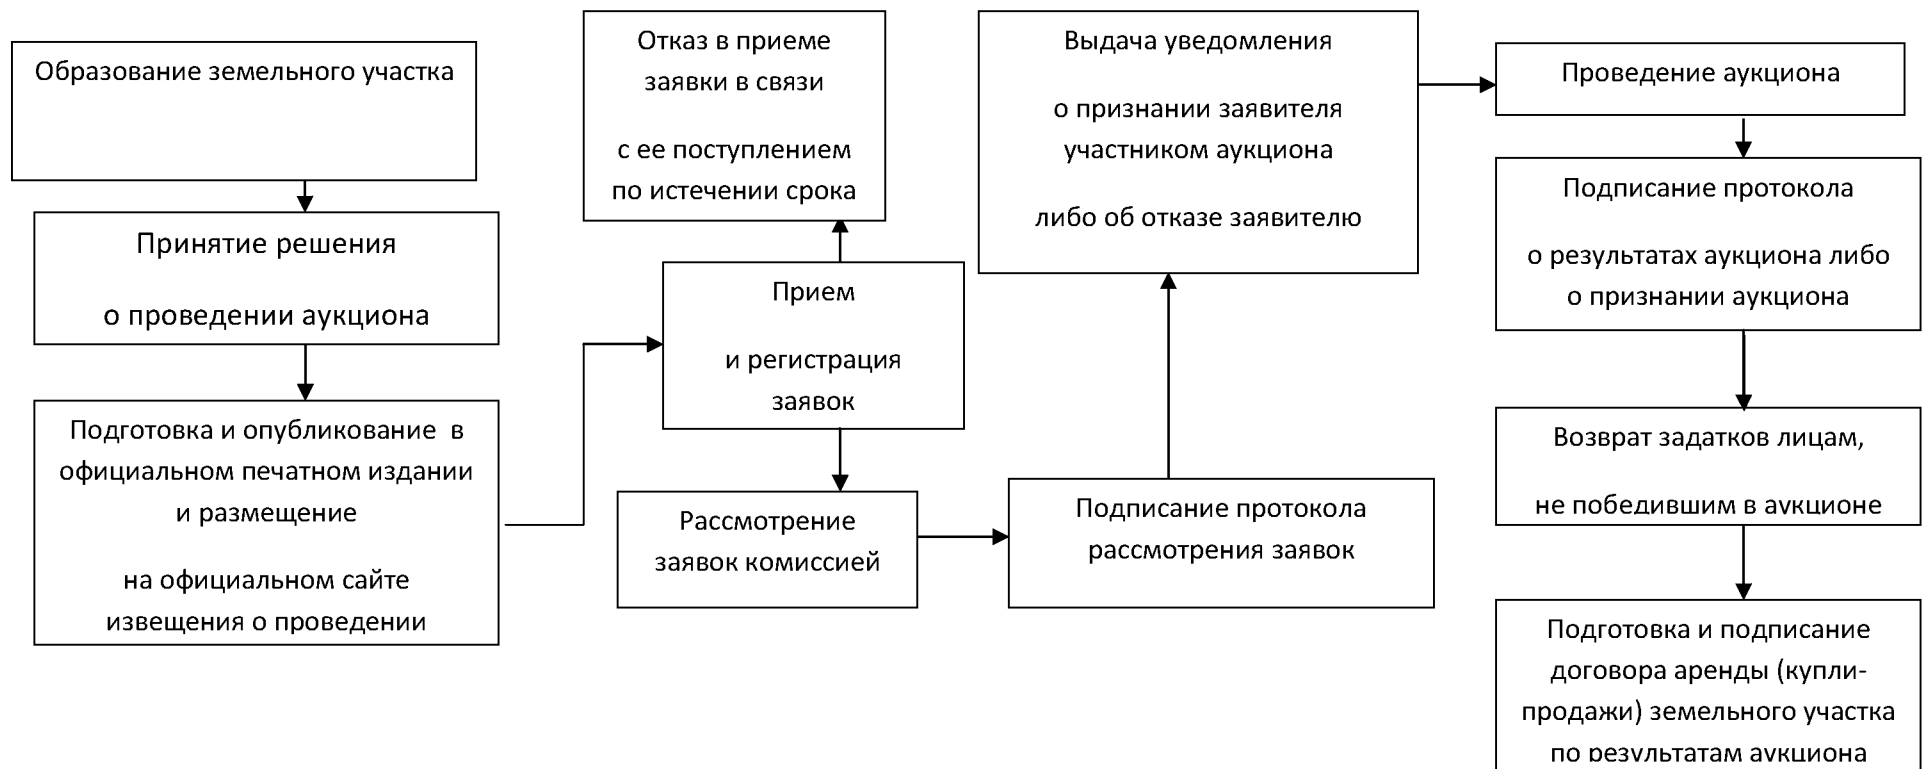 Образование земельного участка
Принятие решения
о проведении аукциона
Подготовка и опубликование в
официальном печатном издании
и размещение
на официальном сайте
извещения о проведении
Отказ в приеме
заявки в связи
с ее поступлением
по истечении срока
Прием
и регистрация
заявок
Рассмотрение
заявок комиссией
Подписание протокола
рассмотрения заявок
Выдача уведомления
о признании заявителя
участником аукциона
либо об отказе заявителю
Проведение аукциона
Подписание протокола
о результатах аукциона либо
о признании аукциона
Возврат задатков лицам,
не победившим в аукционе
Подготовка и подписание
договора аренды (купли-
продажи) земельного участка
по результатам аукциона